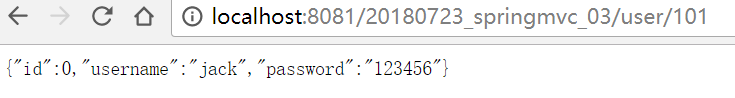 localhost:8081/20180723_springmvc_03/user/101
{"id":0,"username":"jack","password":"123456"}